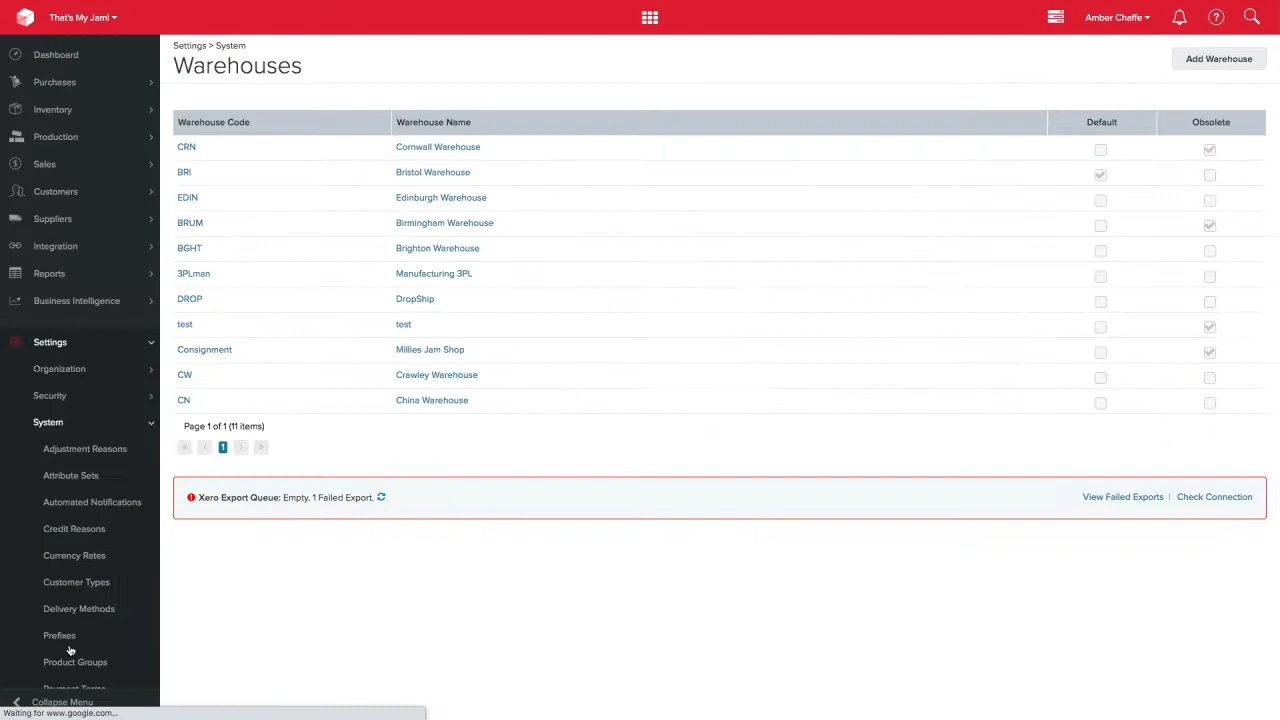 That's My Jam!
Amber Chaffe
Dashboard
Purchases
Inventory
Production
Sales
Customers
Suppliers
Integration
Reports
Business Intelligence
Settings
Organization
Security
System
Adjustment Reasons
Attribute Sets
Automated Notifications
Credit Reasons
Currency Rates
Customer Types
Delivery Methods
Prefixes
Product Groups
Payment Terms
Collapse Menu
Waiting for www.google.com...
Settings > System
Warehouses
Add Warehouse
Warehouse Code Warehouse Name Default Obsolete
CRN Cornwall Warehouse
BRI Bristol Warehouse
EDIN Edinburgh Warehouse
BRUM Birmingham Warehouse
BGHT Brighton Warehouse
3PLman Manufacturing 3PL
DROP DropShip
test test
Consignment Millies Jam Shop
CW Crawley Warehouse
CN China Warehouse
Page 1 of 1 (11 items)
« ‹ 1 › »
Xero Export Queue: Empty. 1 Failed Export. View Failed Exports | Check Connection